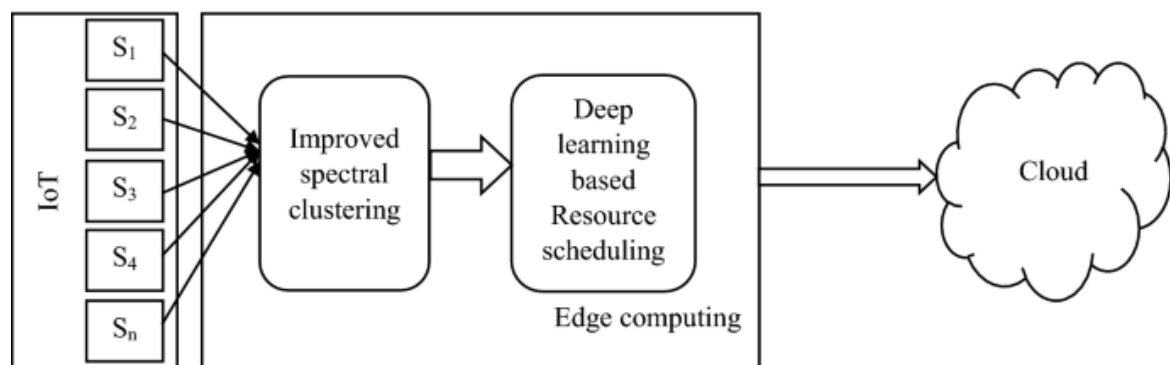 IoT
S1
S2
S3
S4
Sn
Improved
spectral
clustering
Deep
learning
based
Resource
scheduling
Edge computing
Cloud